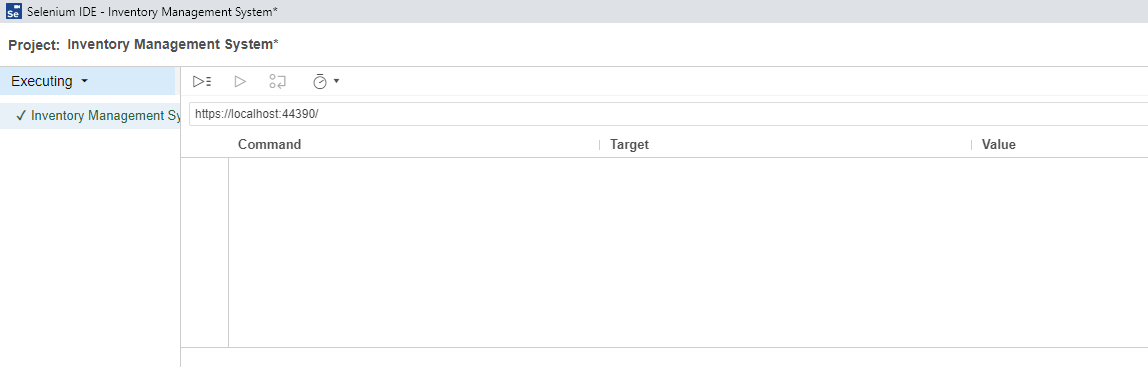 Se Selenium IDE - Inventory Management System*
Project: Inventory Management System*
Executing
https://localhost:44390/
✓ Inventory Management Sy
Command Target Value